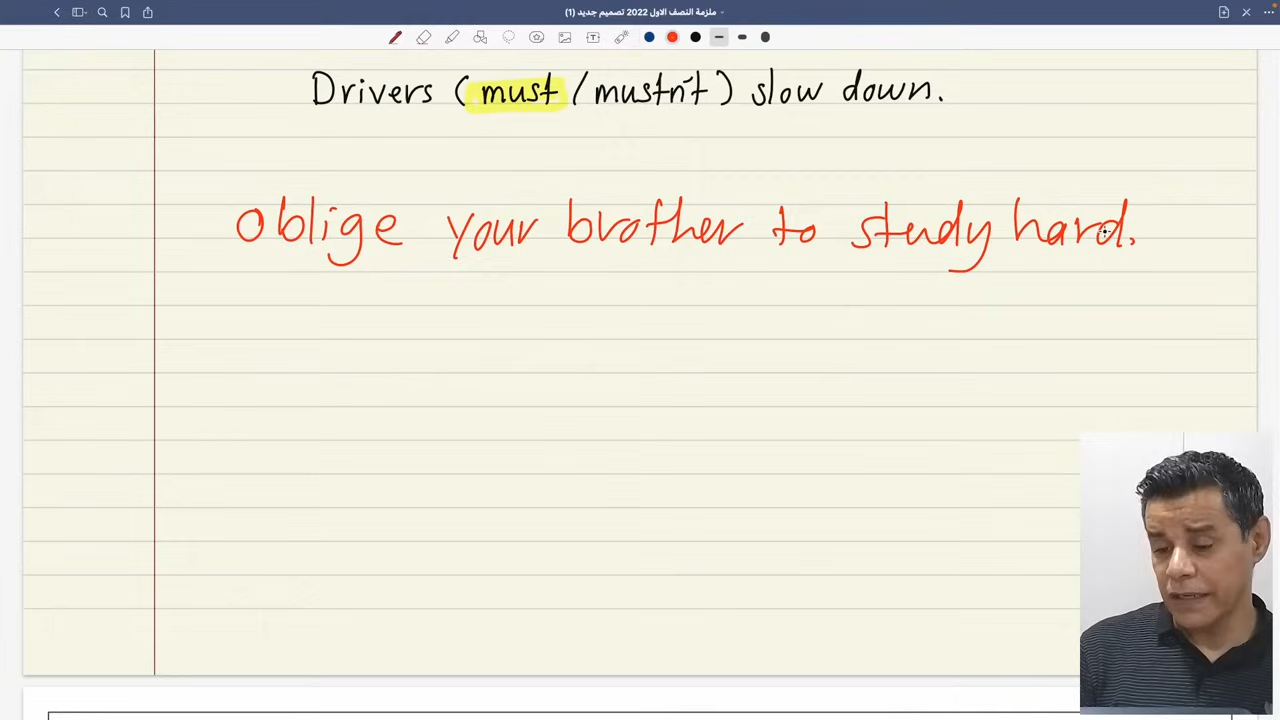 ملزمة النصف الاول 2022 تصميم جديد (1)
Drivers (must / mustn't) slow down.
Oblige your brother to study hard.